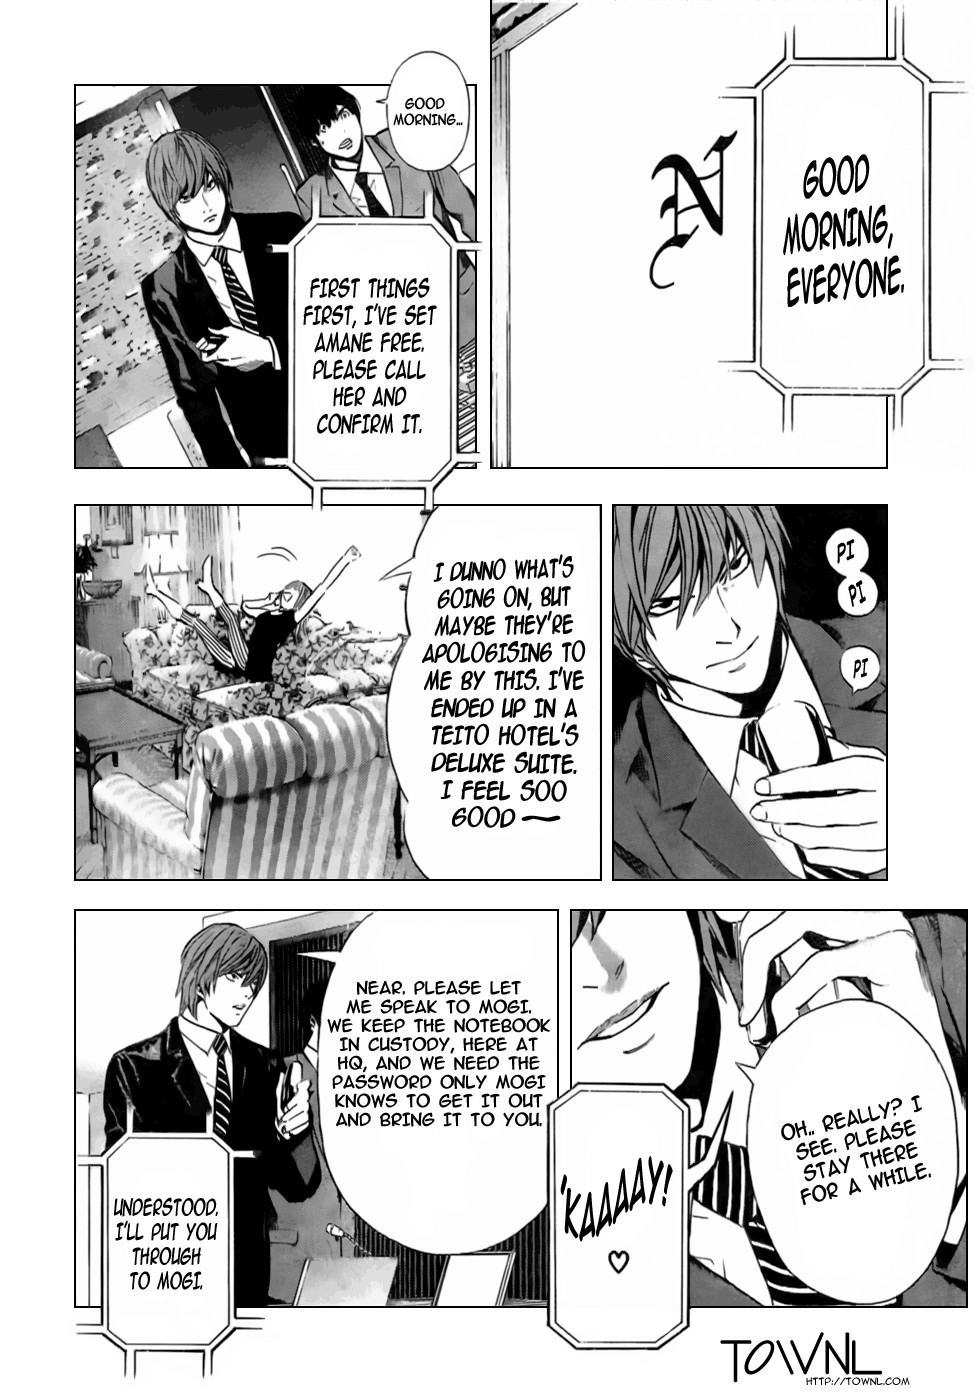 GOOD
MORNING,
EVERYONE.
N
GOOD
MORNING...
FIRST THINGS
FIRST, I'VE SET
AMANE FREE.
PLEASE CALL
HER AND
CONFIRM IT.
PI
PI
PI
I DUNNO WHAT'S
GOING ON, BUT
MAYBE THEY'RE
APOLOGISING TO
ME BY THIS. I'VE
ENDED UP IN A
TEITO HOTEL'S
DELUXE SUITE.
I FEEL SOO
GOOD ~
OH.. REALLY? I
SEE. PLEASE
STAY THERE
FOR A WHILE.
'KAAAAY!
♡
NEAR. PLEASE LET
ME SPEAK TO MOGI.
WE KEEP THE NOTEBOOK
IN CUSTODY, HERE AT
HQ, AND WE NEED THE
PASSWORD ONLY MOGI
KNOWS TO GET IT OUT
AND BRING IT TO YOU.
UNDERSTOOD,
I'LL PUT YOU
THROUGH
TO MOGI.
TOWNL
HTTP://TOWNL.COM